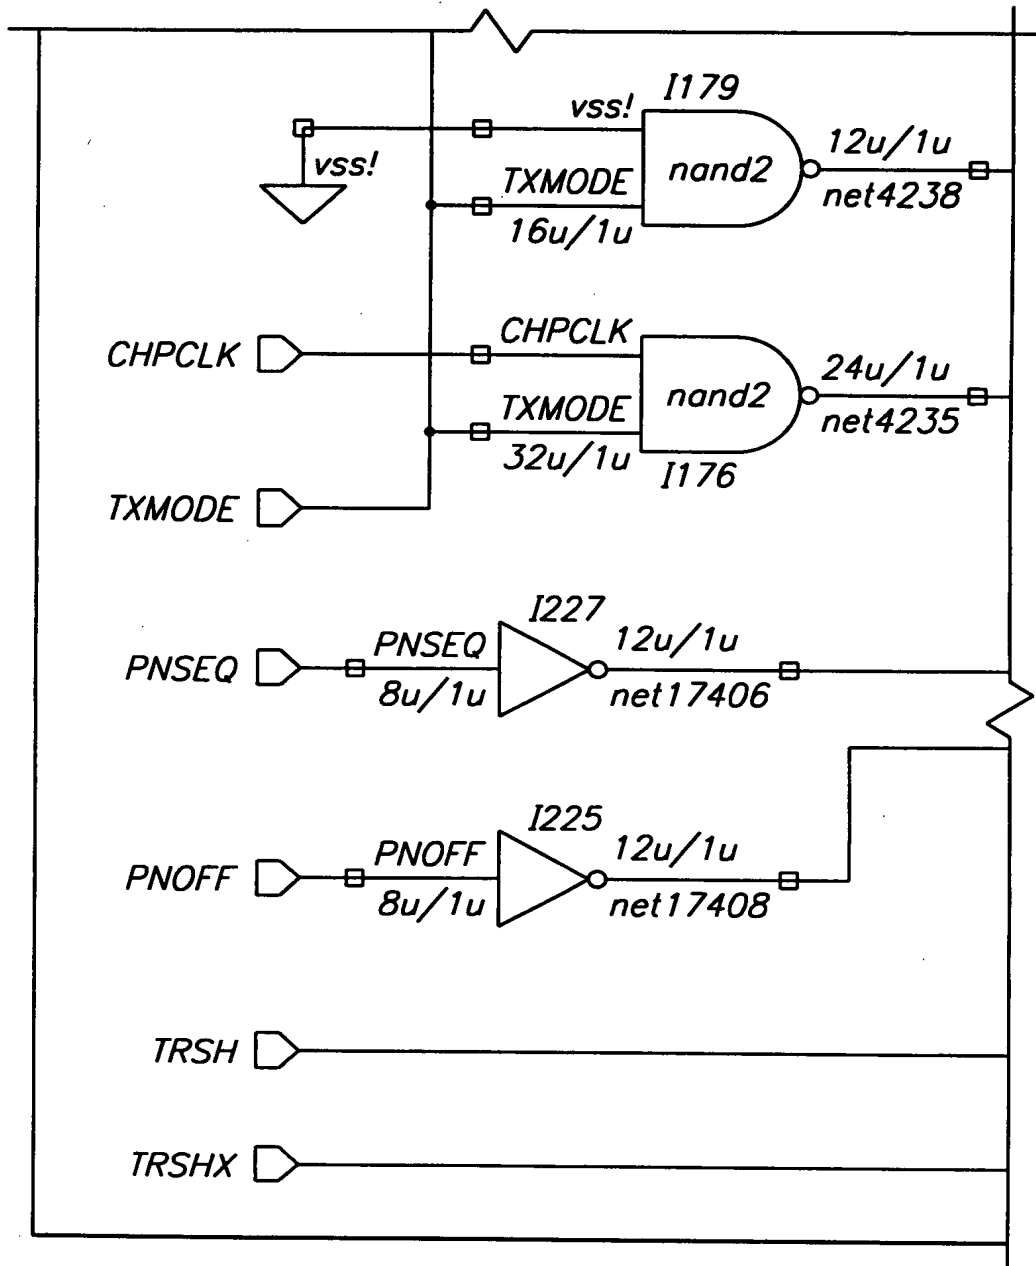 I179
vss!
12u/1u
vss!
nand2
TXMODE
net4238
16u/1u
CHPCLK
CHPCLK
24u/1u
nand2
TXMODE
net4235
32u/1u
I176
TXMODE
I227
PNSEQ
PNSEQ
12u/1u
8u/1u
net17406
I225
PNOFF
PNOFF
12u/1u
8u/1u
net17408
TRSH
TRSHX